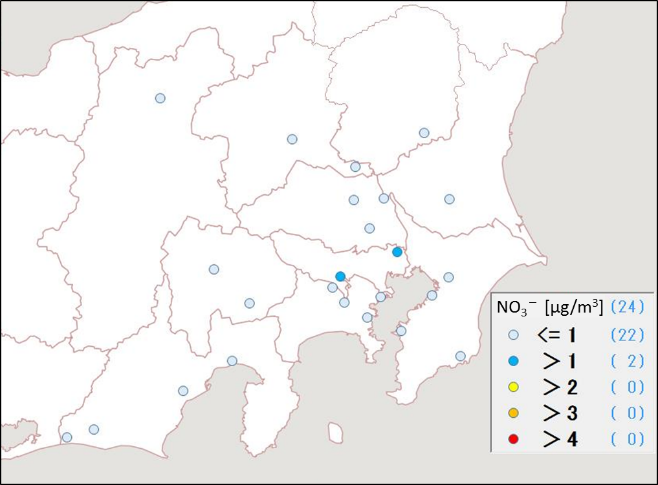 NO₃⁻ [µg/m³] (24)
<= 1 (22)
> 1 ( 2)
> 2 ( 0)
> 3 ( 0)
> 4 ( 0)